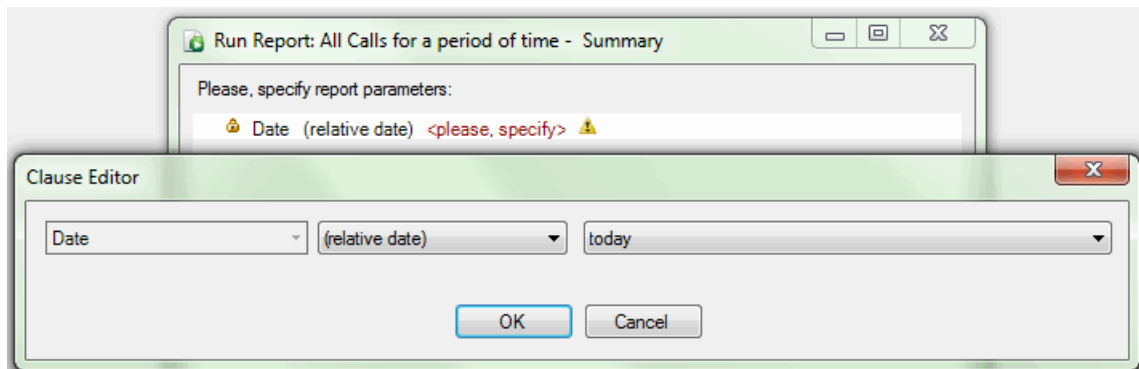 Run Report: All Calls for a period of time - Summary
Please, specify report parameters:
Date (relative date) <please, specify>
Clause Editor
Date (relative date) today
OK Cancel